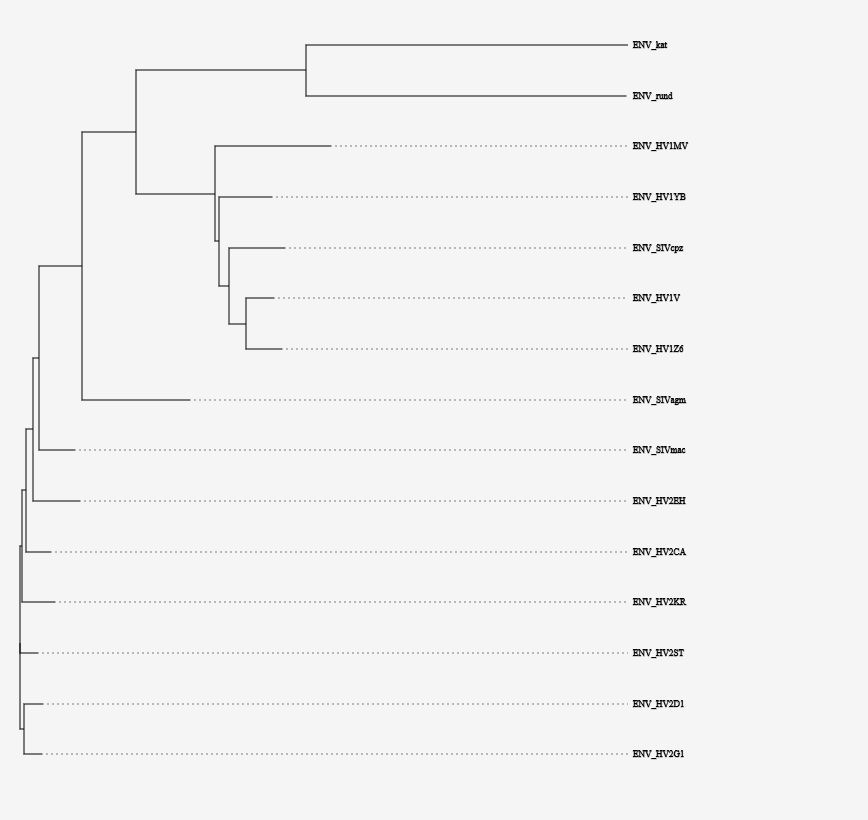 ENV_kat
ENV_rund
ENV_HV1MV
ENV_HV1YB
ENV_SIVcpz
ENV_HV1V
ENV_HV1Z6
ENV_SIVagm
ENV_SIVmac
ENV_HV2EH
ENV_HV2CA
ENV_HV2KR
ENV_HV2ST
ENV_HV2D1
ENV_HV2G1